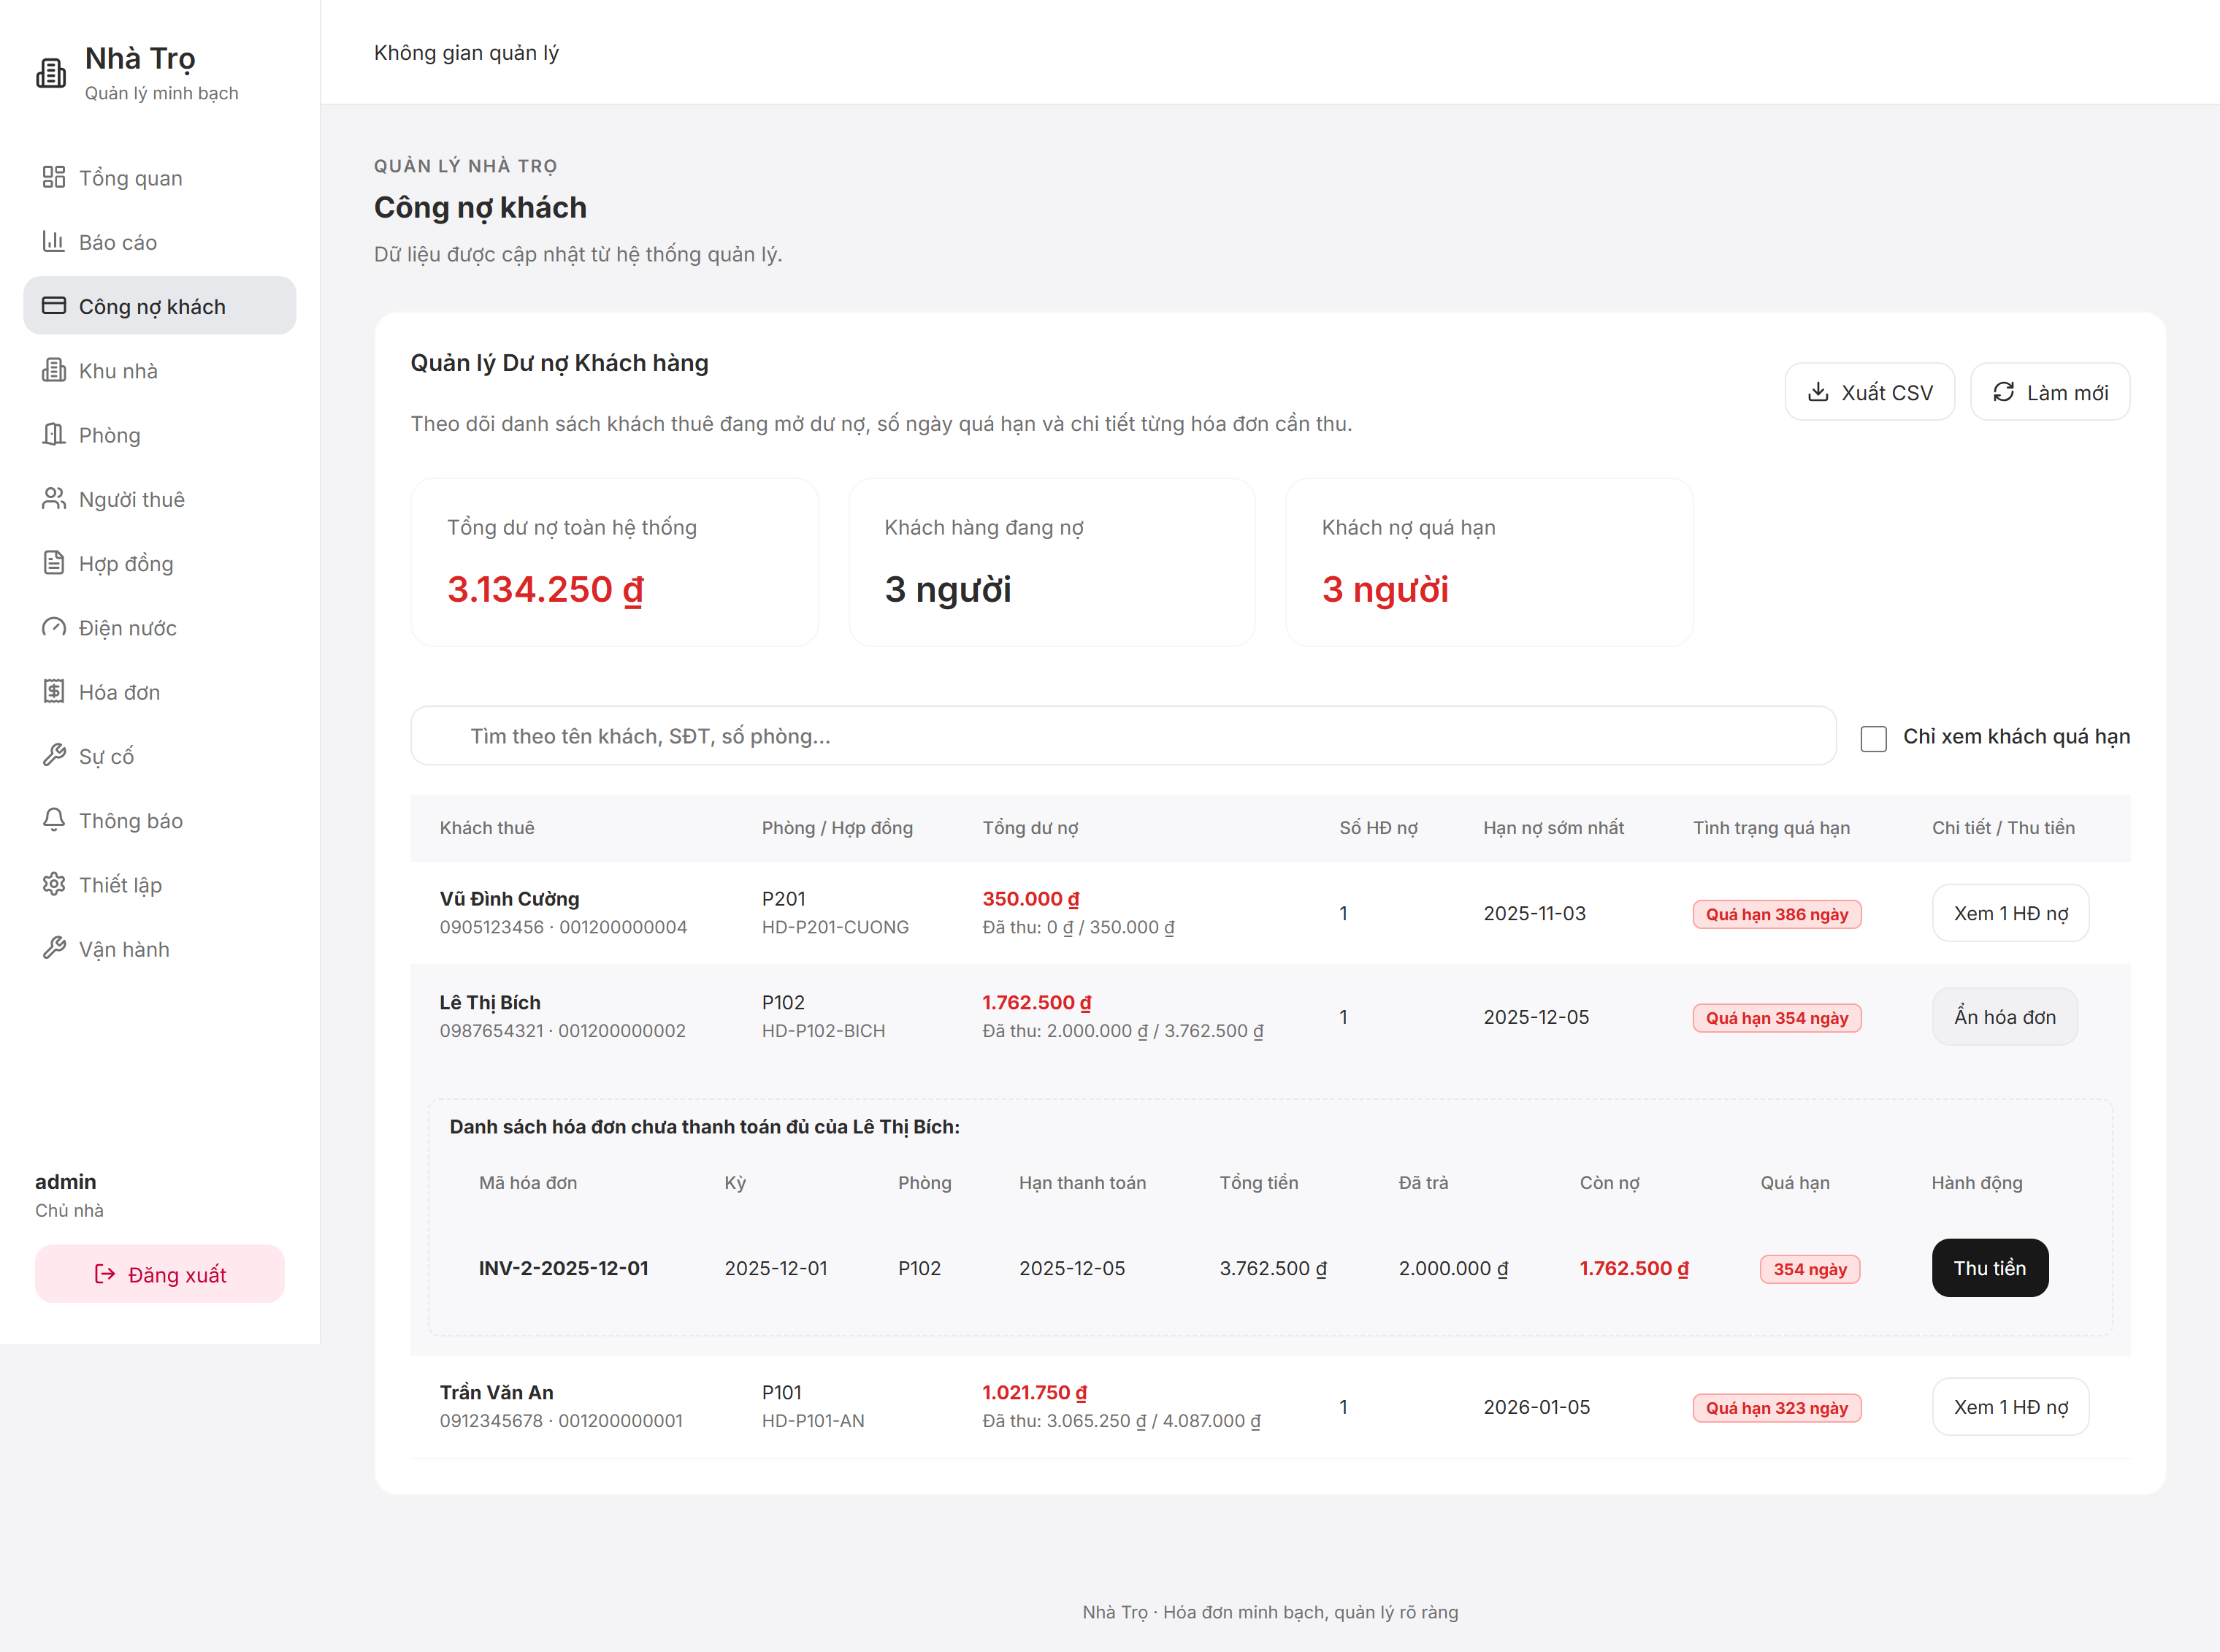 Nhà Trọ
Quản lý minh bạch
Tổng quan
Báo cáo
Công nợ khách
Khu nhà
Phòng
Người thuê
Hợp đồng
Điện nước
Hóa đơn
Sự cố
Thông báo
Thiết lập
Vận hành
admin
Chủ nhà
Đăng xuất
Không gian quản lý
QUẢN LÝ NHÀ TRỌ
Công nợ khách
Dữ liệu được cập nhật từ hệ thống quản lý.
Quản lý Dư nợ Khách hàng
Theo dõi danh sách khách thuê đang mở dư nợ, số ngày quá hạn và chi tiết từng hóa đơn cần thu.
Xuất CSV
Làm mới
Tổng dư nợ toàn hệ thống
3.134.250 ₫
Khách hàng đang nợ
3 người
Khách nợ quá hạn
3 người
Tìm theo tên khách, SĐT, số phòng...
Chỉ xem khách quá hạn
Khách thuê Phòng / Hợp đồng Tổng dư nợ Số HĐ nợ Hạn nợ sớm nhất Tình trạng quá hạn Chi tiết / Thu tiền
Vũ Đình Cường P201 350.000 ₫ 1 2025-11-03 Quá hạn 386 ngày Xem 1 HĐ nợ
0905123456 · 001200000004 HD-P201-CUONG Đã thu: 0 ₫ / 350.000 ₫
Lê Thị Bích P102 1.762.500 ₫ 1 2025-12-05 Quá hạn 354 ngày Ẩn hóa đơn
0987654321 · 001200000002 HD-P102-BICH Đã thu: 2.000.000 ₫ / 3.762.500 ₫
Danh sách hóa đơn chưa thanh toán đủ của Lê Thị Bích:
Mã hóa đơn Kỳ Phòng Hạn thanh toán Tổng tiền Đã trả Còn nợ Quá hạn Hành động
INV-2-2025-12-01 2025-12-01 P102 2025-12-05 3.762.500 ₫ 2.000.000 ₫ 1.762.500 ₫ 354 ngày Thu tiền
Trần Văn An P101 1.021.750 ₫ 1 2026-01-05 Quá hạn 323 ngày Xem 1 HĐ nợ
0912345678 · 001200000001 HD-P101-AN Đã thu: 3.065.250 ₫ / 4.087.000 ₫
Nhà Trọ · Hóa đơn minh bạch, quản lý rõ ràng